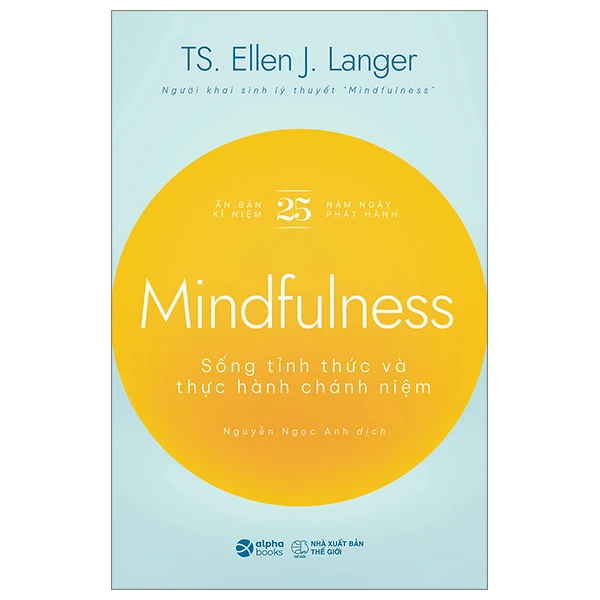 TS. Ellen J. Langer
Người khai sinh lý thuyết "Mindfulness"
ẤN BẢN
KỈ NIỆM
25
NĂM NGÀY
PHÁT HÀNH
Mindfulness
Sống tỉnh thức và
thực hành chánh niệm
Nguyễn Ngọc Anh dịch
alpha
books
THẾ GIỚI
NHÀ XUẤT BẢN
THẾ GIỚI